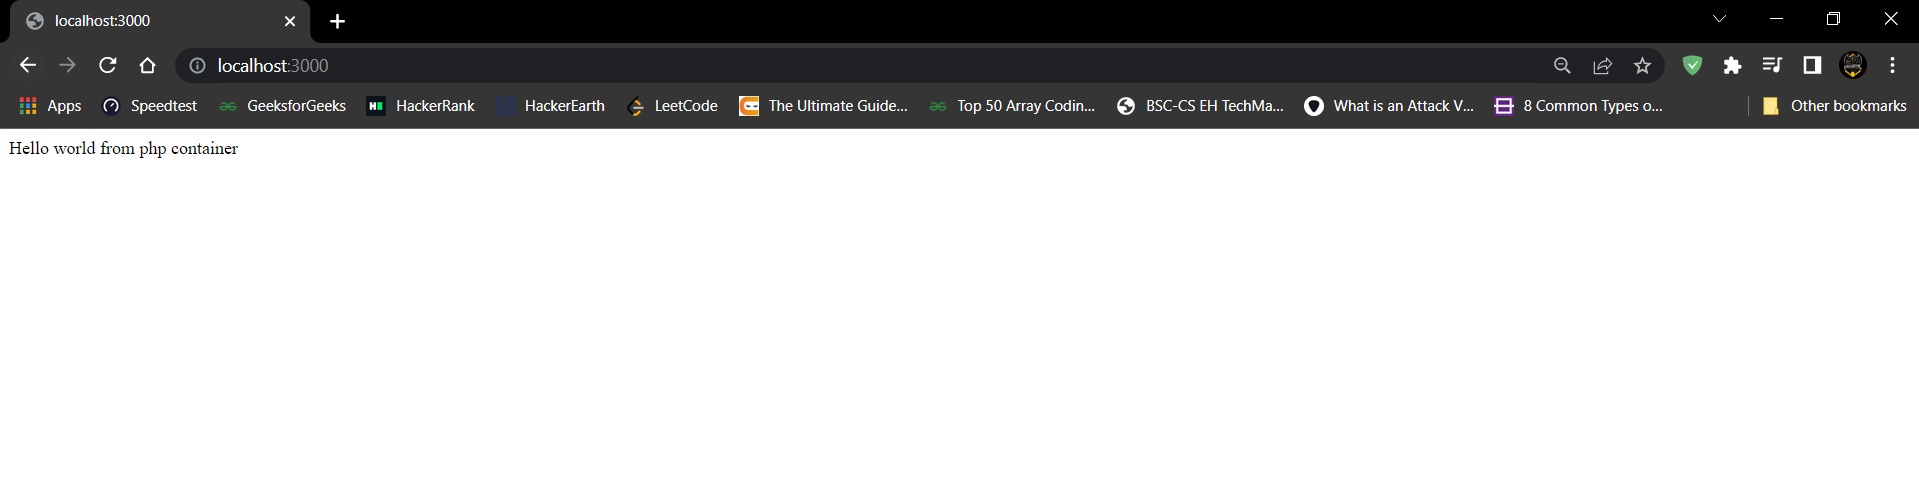 localhost:3000
localhost:3000
Apps Speedtest GeeksforGeeks HackerRank HackerEarth LeetCode The Ultimate Guide... Top 50 Array Codin... BSC-CS EH TechMa... What is an Attack V... 8 Common Types o... Other bookmarks
Hello world from php container